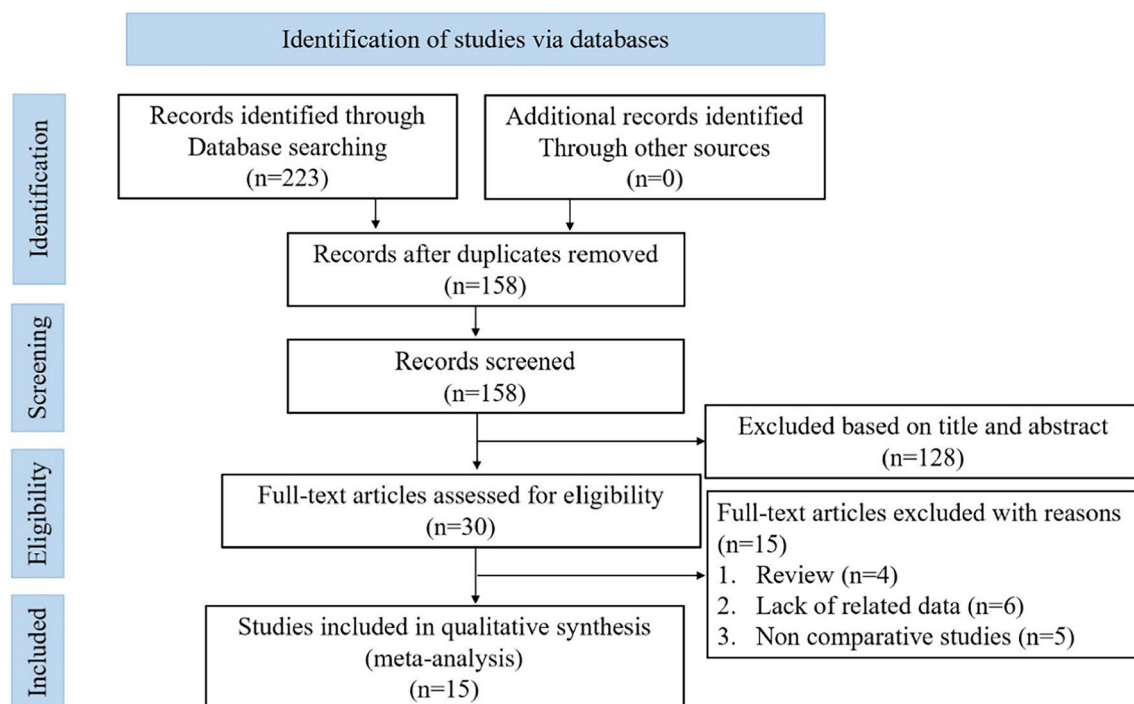 Identification of studies via databases
Identification
Records identified through
Database searching
(n=223)
Additional records identified
Through other sources
(n=0)
Records after duplicates removed
(n=158)
Screening
Records screened
(n=158)
Excluded based on title and abstract
(n=128)
Eligibility
Full-text articles assessed for eligibility
(n=30)
Full-text articles excluded with reasons
(n=15)
1. Review (n=4)
2. Lack of related data (n=6)
3. Non comparative studies (n=5)
Included
Studies included in qualitative synthesis
(meta-analysis)
(n=15)